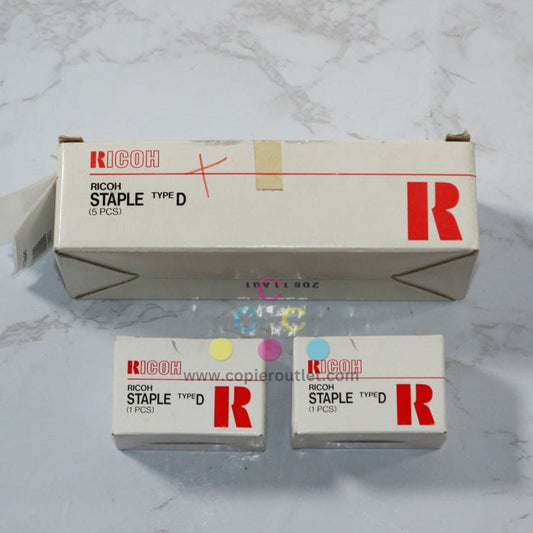 RICOH
RICOH
STAPLE TYPE D
(5 PCS)
R
CCC
www.copieroutlet.com
RICOH
RICOH
STAPLE TYPE D
(1 PCS)
R
RICOH
RICOH
STAPLE TYPE D
(1 PCS)
R